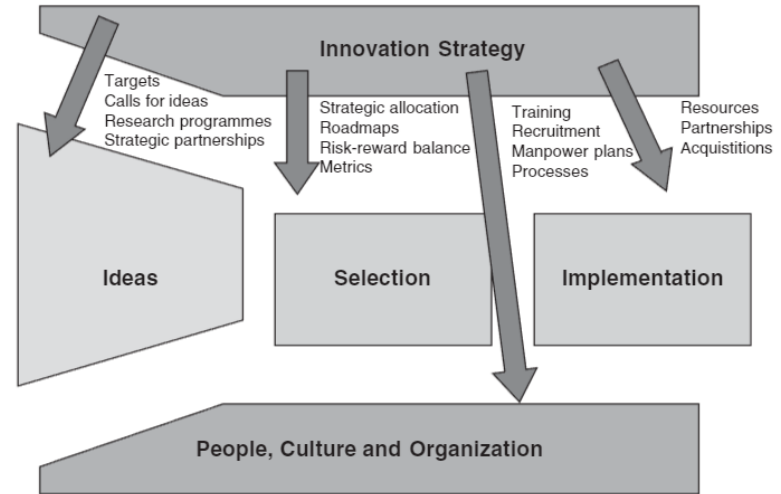 Innovation Strategy
Targets
Calls for ideas
Research programmes
Strategic partnerships
Strategic allocation
Roadmaps
Risk-reward balance
Metrics
Training
Recruitment
Manpower plans
Processes
Resources
Partnerships
Acquistitions
Ideas
Selection
Implementation
People, Culture and Organization